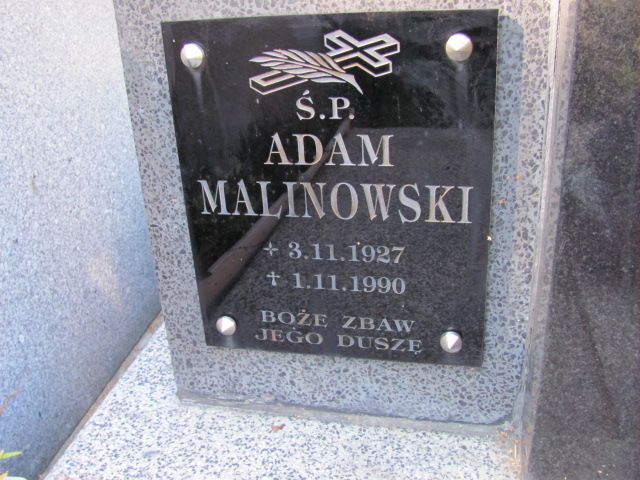 Ś.P.
ADAM
MALINOWSKI
3.11.1927
† 1.11.1990
BOŻE ZBAW
JEGO DUSZĘ